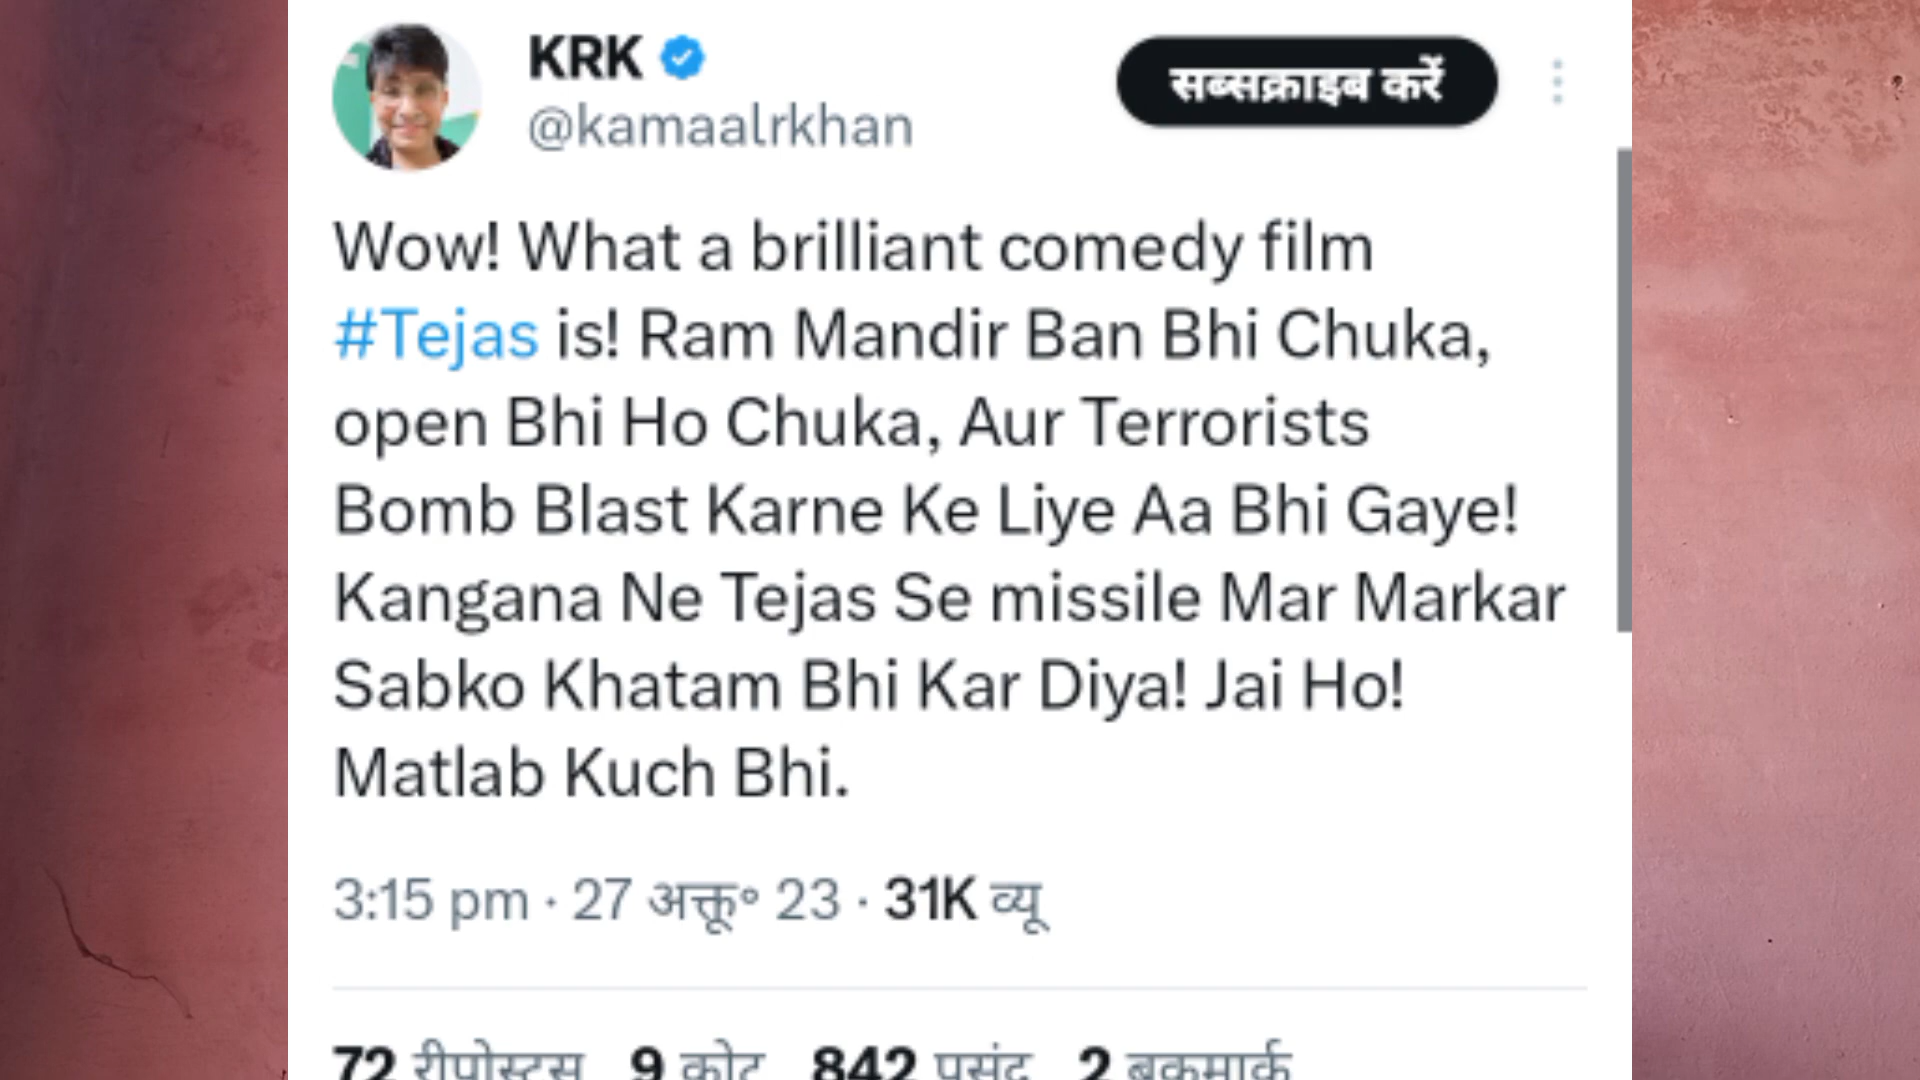 KRK
@kamaalrkhan
सब्सक्राइब करें
Wow! What a brilliant comedy film
#Tejas is! Ram Mandir Ban Bhi Chuka,
open Bhi Ho Chuka, Aur Terrorists
Bomb Blast Karne Ke Liye Aa Bhi Gaye!
Kangana Ne Tejas Se missile Mar Markar
Sabko Khatam Bhi Kar Diya! Jai Ho!
Matlab Kuch Bhi.
3:15 pm · 27 अक्तू॰ 23 · 31K व्यू
72 रीपोस्ट्स 9 कोट 842 पसंद 2 बुकमार्क